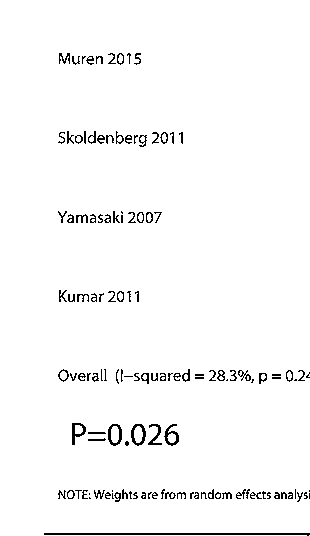 Muren 2015
Skoldenberg 2011
Yamasaki 2007
Kumar 2011
Overall (I−squared = 28.3%, p = 0.24
P=0.026
NOTE: Weights are from random effects analysi